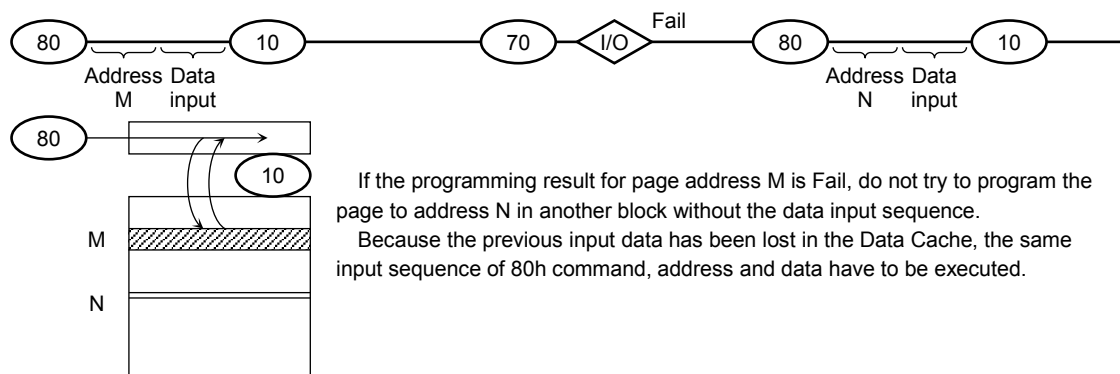 Fail
80 10 70 I/O 80 10
Address Data Address Data
M input N input
80
10
If the programming result for page address M is Fail, do not try to program the
page to address N in another block without the data input sequence.
Because the previous input data has been lost in the Data Cache, the same
input sequence of 80h command, address and data have to be executed.
M
N